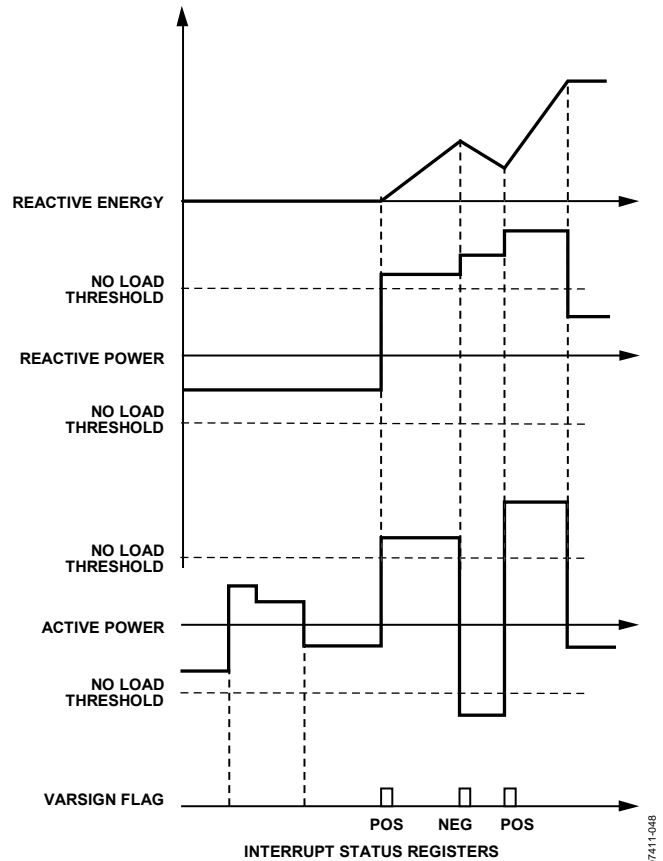 REACTIVE ENERGY
NO LOAD
THRESHOLD
REACTIVE POWER
NO LOAD
THRESHOLD
NO LOAD
THRESHOLD
ACTIVE POWER
NO LOAD
THRESHOLD
VARSIGN FLAG
POS NEG POS
INTERRUPT STATUS REGISTERS
7411-048